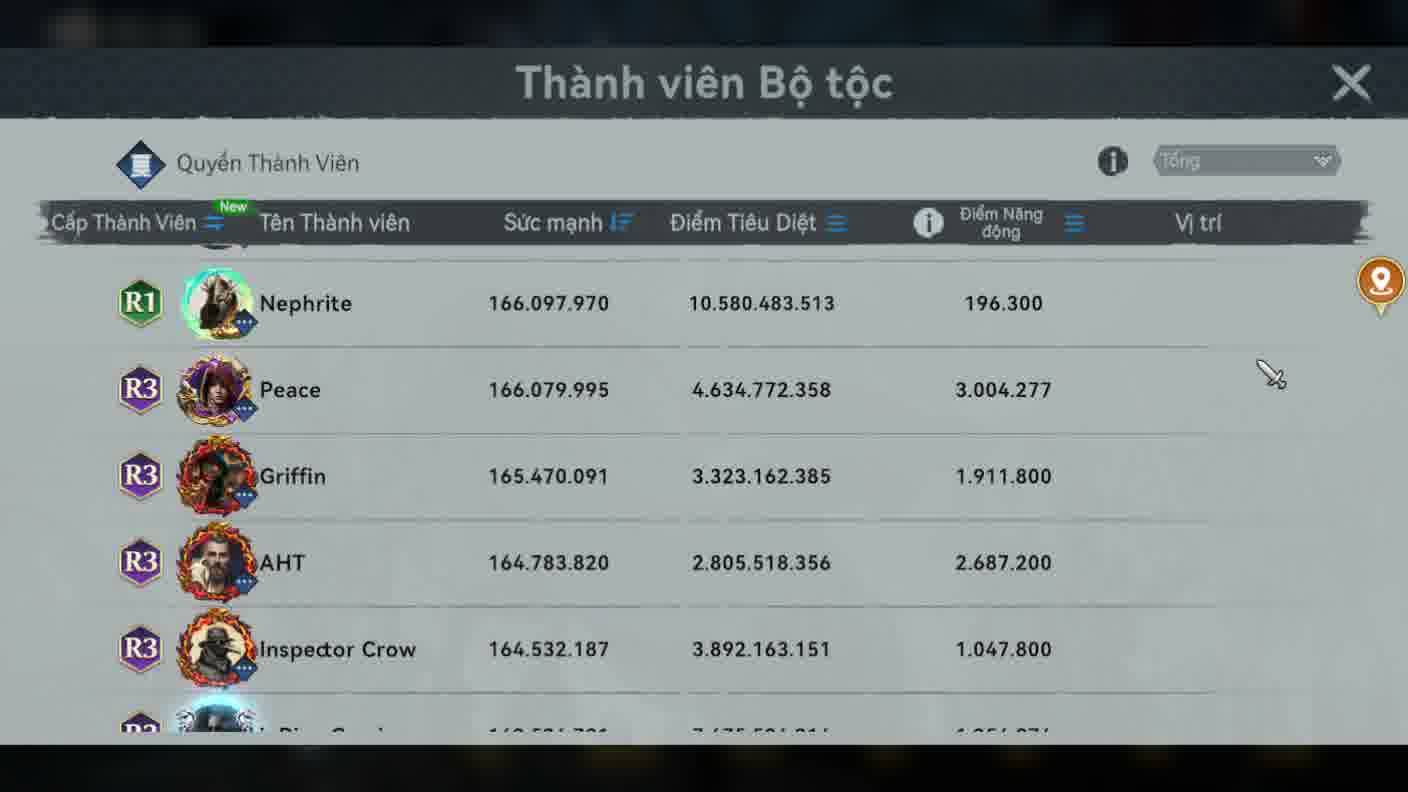 Thành viên Bộ tộc
Quyển Thành Viên
Tổng
New
Cấp Thành Viên Tên Thành viên Sức mạnh Điểm Tiêu Diệt Điểm Năng động Vị trí
R1 Nephrite 166.097.970 10.580.483.513 196.300
R3 Peace 166.079.995 4.634.772.358 3.004.277
R3 Griffin 165.470.091 3.323.162.385 1.911.800
R3 AHT 164.783.820 2.805.518.356 2.687.200
R3 Inspector Crow 164.532.187 3.892.163.151 1.047.800